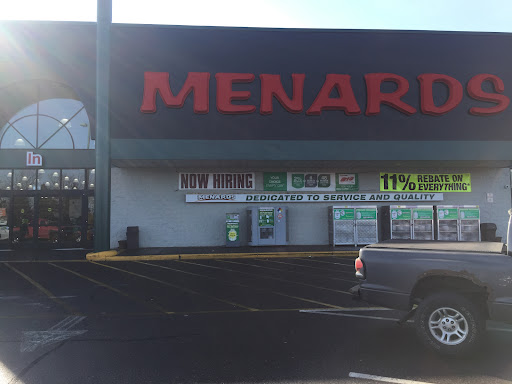 MENARDS
In
NOW HIRING
11% REBATE ON
EVERYTHING*
MENARDS DEDICATED TO SERVICE AND QUALITY